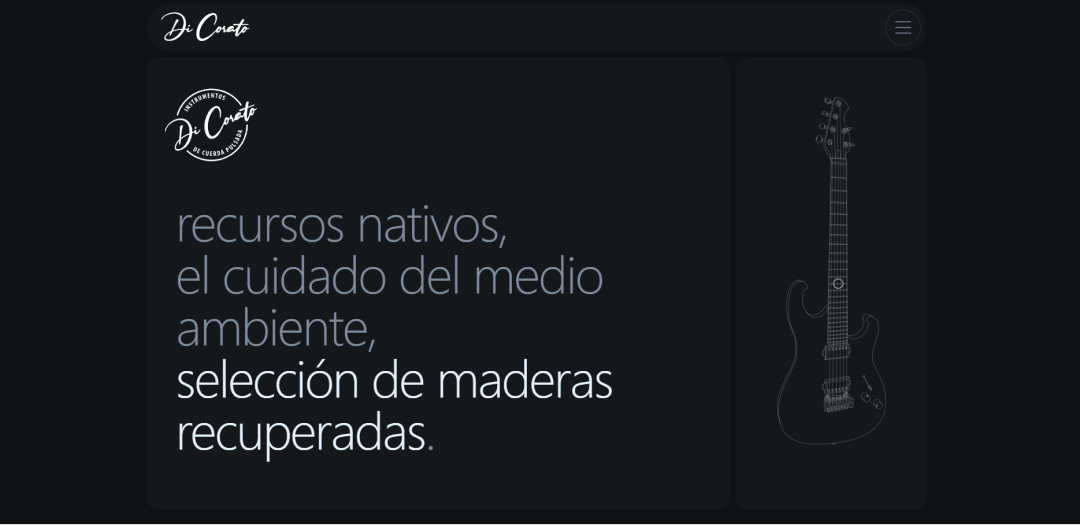 Di Corato
INSTRUMENTOS
Di Corato
DE CUERDA PULSADA
recursos nativos,
el cuidado del medio
ambiente,
selección de maderas
recuperadas.